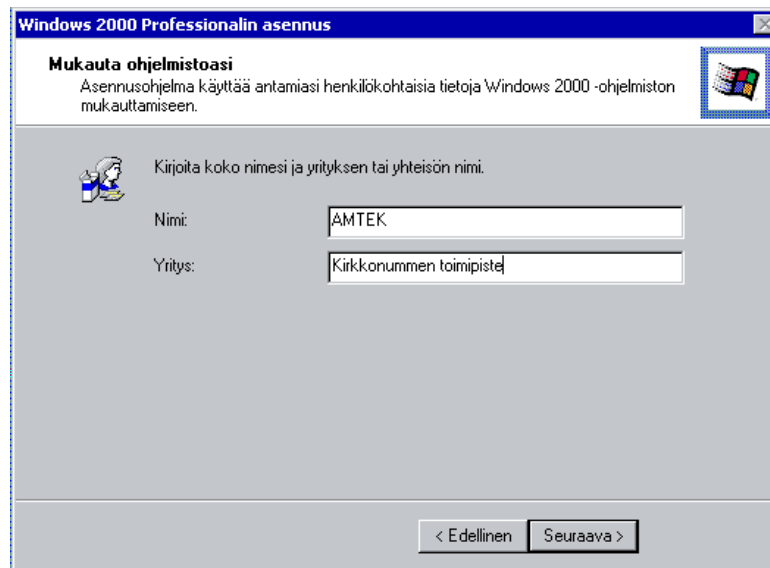 Windows 2000 Professionalin asennus
Mukauta ohjelmistoasi
Asennusohjelma käyttää antamiasi henkilökohtaisia tietoja Windows 2000 -ohjelmiston
mukauttamiseen.
Kirjoita koko nimesi ja yrityksen tai yhteisön nimi.
Nimi: AMTEK
Yritys: Kirkkonummen toimipiste
< Edellinen Seuraava >